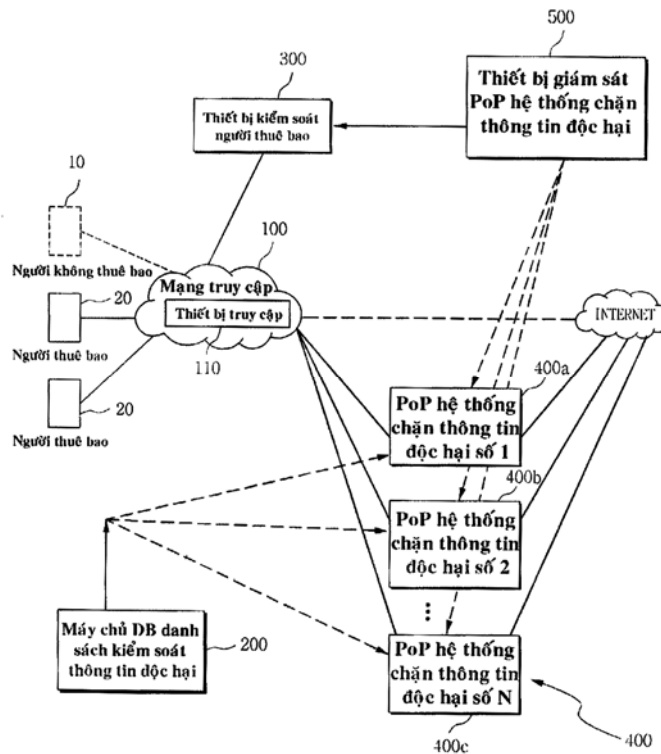 500
Thiết bị giám sát
PoP hệ thống chặn
thông tin độc hại
300
Thiết bị kiểm soát
người thuê bao
10
Người không thuê bao
100
Mạng truy cập
Thiết bị truy cập
110
INTERNET
20
Người thuê bao
20
Người thuê bao
400a
PoP hệ thống
chặn thông tin
độc hại số 1
400b
PoP hệ thống
chặn thông tin
độc hại số 2
Máy chủ DB danh
sách kiểm soát
thông tin độc hại
200
PoP hệ thống
chặn thông tin
độc hại số N
400c
400